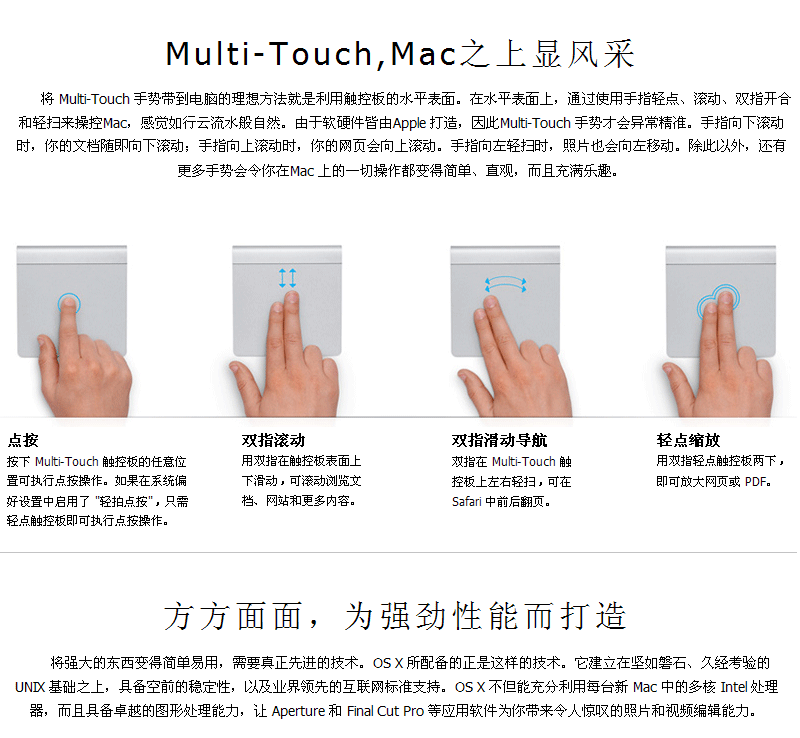 Multi-Touch,Mac之上显风采
将 Multi-Touch 手势带到电脑的理想方法就是利用触控板的水平表面。在水平表面上，通过使用手指轻点、滚动、双指开合
和轻扫来操控Mac，感觉如行云流水般自然。由于软硬件皆由Apple 打造，因此Multi-Touch 手势才会异常精准。手指向下滚动
时，你的文档随即向下滚动；手指向上滚动时，你的网页会向上滚动。手指向左轻扫时，照片也会向左移动。除此以外，还有
更多手势会令你在Mac 上的一切操作都变得简单、直观，而且充满乐趣。
点按
按下 Multi-Touch 触控板的任意位
置可执行点按操作。如果在系统偏
好设置中启用了 "轻拍点按"，只需
轻点触控板即可执行点按操作。
双指滚动
用双指在触控板表面上
下滑动，可滚动浏览文
档、网站和更多内容。
双指滑动导航
双指在 Multi-Touch 触
控板上左右轻扫，可在
Safari 中前后翻页。
轻点缩放
用双指轻点触控板两下，
即可放大网页或 PDF。
方方面面，为强劲性能而打造
将强大的东西变得简单易用，需要真正先进的技术。OS X 所配备的正是这样的技术。它建立在坚如磐石、久经考验的
UNIX 基础之上，具备空前的稳定性，以及业界领先的互联网标准支持。OS X 不但能充分利用每台新 Mac 中的多核 Intel 处理
器，而且具备卓越的图形处理能力，让 Aperture 和 Final Cut Pro 等应用软件为你带来令人惊叹的照片和视频编辑能力。